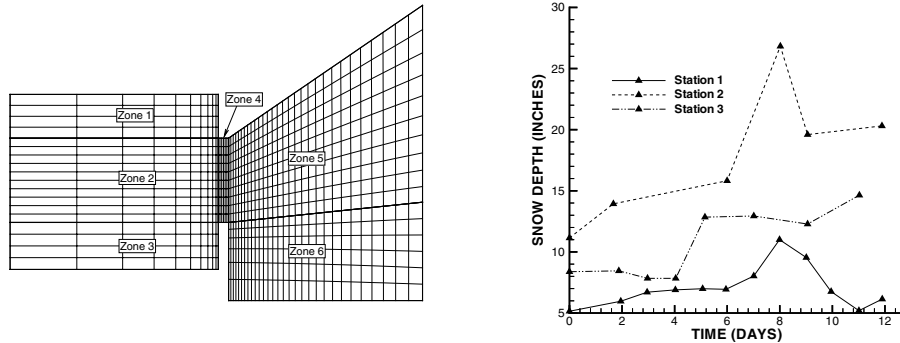 Zone 1
Zone 4
Zone 2
Zone 5
Zone 3
Zone 6
SNOW DEPTH (INCHES)
30
25
20
15
10
5
Station 1
Station 2
Station 3
0 2 4 6 8 10 12
TIME (DAYS)